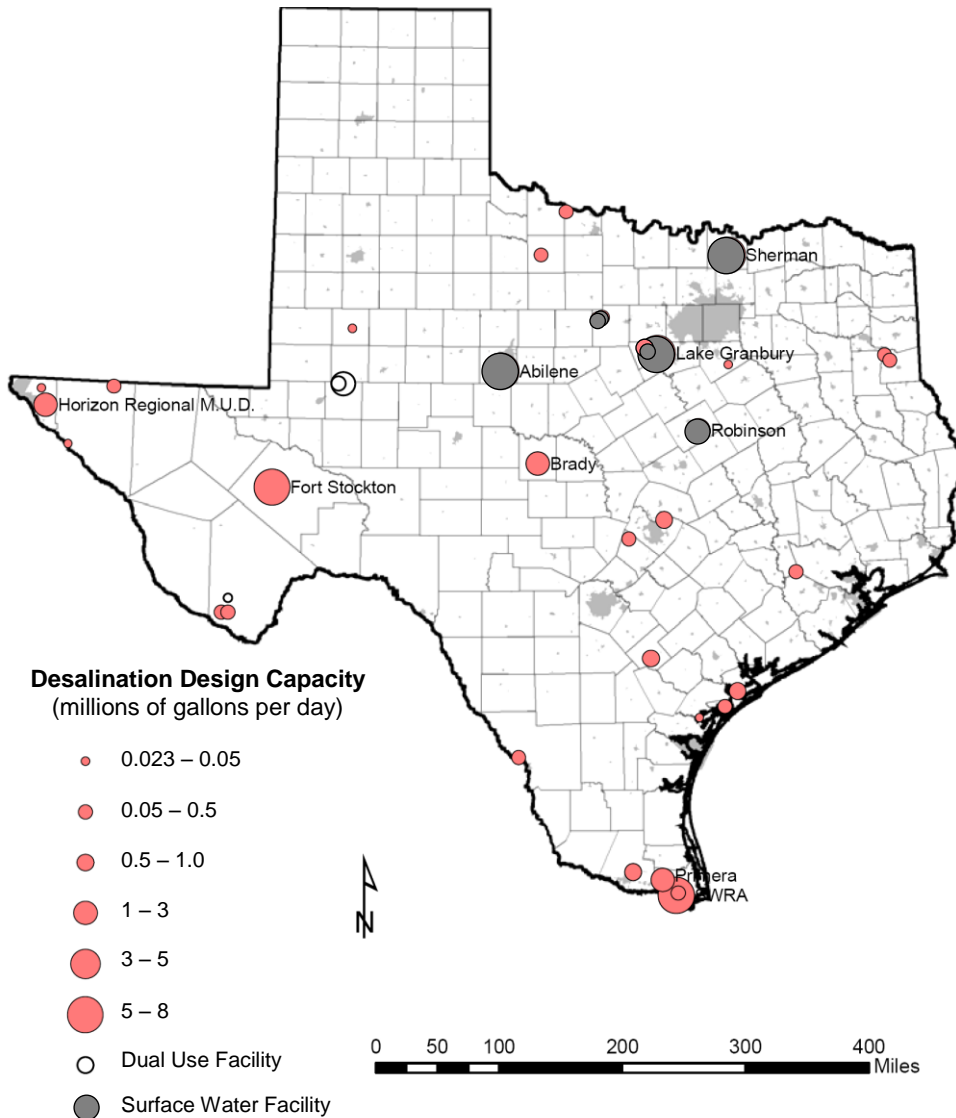 Sherman
Lake Granbury
Abilene
Horizon Regional M.U.D.
Robinson
Brady
Fort Stockton
Desalination Design Capacity
(millions of gallons per day)
0.023 – 0.05
0.05 – 0.5
0.5 – 1.0
1 – 3
3 – 5
5 – 8
Dual Use Facility
Surface Water Facility
N
Primera
WRA
0 50 100 200 300 400
Miles